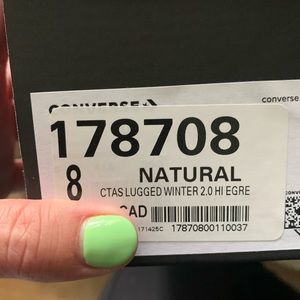 CONVERSE
converse.
178708
8 NATURAL
CTAS LUGGED WINTER 2.0 HI EGRE
CAD
171425C 17870800110037